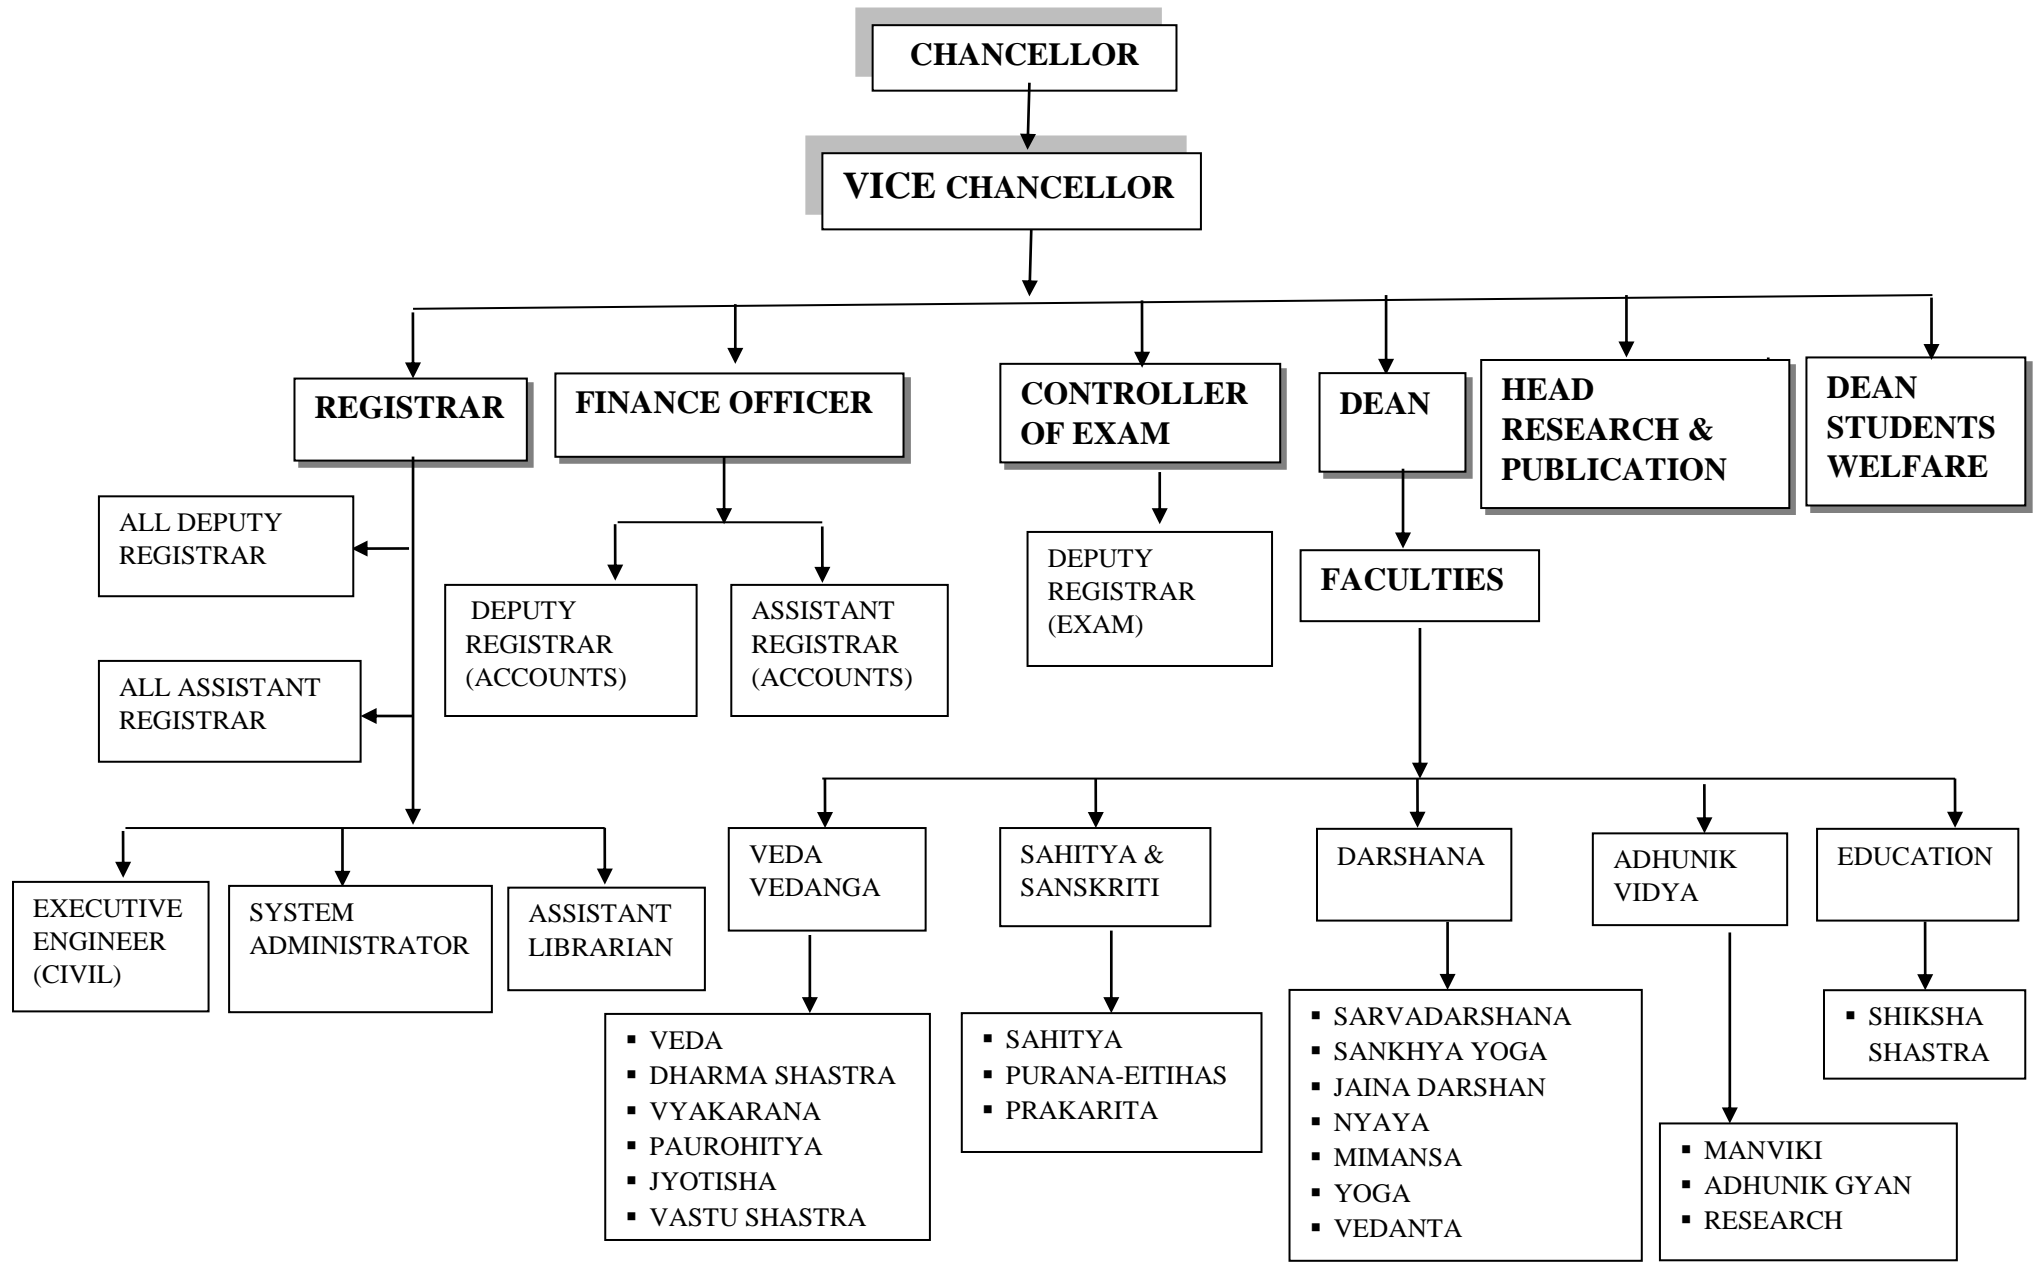 CHANCELLOR
VICE CHANCELLOR
REGISTRAR
FINANCE OFFICER
CONTROLLER
OF EXAM
DEAN
HEAD
RESEARCH &
PUBLICATION
DEAN
STUDENTS
WELFARE
ALL DEPUTY
REGISTRAR
ALL ASSISTANT
REGISTRAR
DEPUTY
REGISTRAR
(ACCOUNTS)
ASSISTANT
REGISTRAR
(ACCOUNTS)
DEPUTY
REGISTRAR
(EXAM)
FACULTIES
EXECUTIVE
ENGINEER
(CIVIL)
SYSTEM
ADMINISTRATOR
ASSISTANT
LIBRARIAN
VEDA
VEDANGA
SAHITYA &
SANSKRITI
DARSHANA
ADHUNIK
VIDYA
EDUCATION
▪ VEDA
▪ DHARMA SHASTRA
▪ VYAKARANA
▪ PAUROHITYA
▪ JYOTISHA
▪ VASTU SHASTRA
▪ SAHITYA
▪ PURANA-EITIHAS
▪ PRAKARITA
▪ SARVADARSHANA
▪ SANKHYA YOGA
▪ JAINA DARSHAN
▪ NYAYA
▪ MIMANSA
▪ YOGA
▪ VEDANTA
▪ MANVIKI
▪ ADHUNIK GYAN
▪ RESEARCH
▪ SHIKSHA
SHASTRA